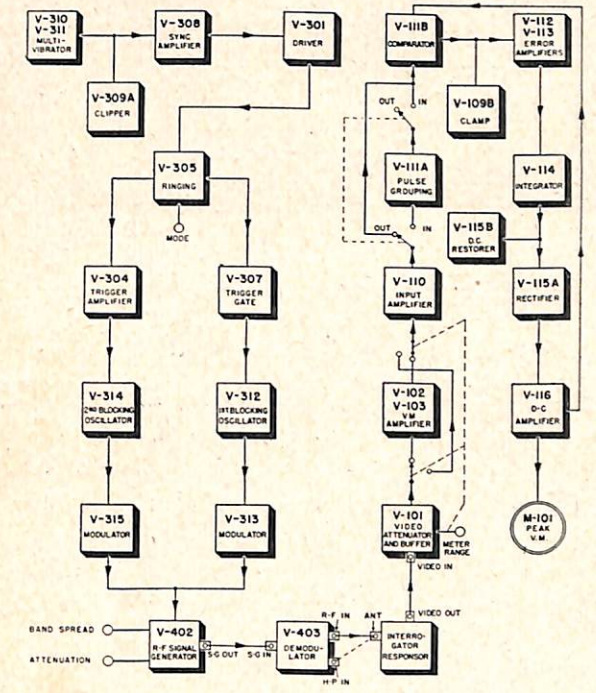 V-310
V-311
MULTI-
VIBRATOR
V-308
SYNC
AMPLIFIER
V-301
DRIVER
V-309A
CLIPPER
V-305
RINGING
MODE
V-304
TRIGGER
AMPLIFIER
V-307
TRIGGER
GATE
V-314
2ND BLOCKING
OSCILLATOR
V-312
1ST BLOCKING
OSCILLATOR
V-315
MODULATOR
V-313
MODULATOR
BAND SPREAD
ATTENUATION
V-402
R-F SIGNAL
GENERATOR
S-G OUT
S-G IN
V-403
DEMODU-
LATOR
R-F IN
H-P IN
ANT
INTERRO-
GATOR
RESPONSOR
VIDEO OUT
VIDEO IN
V-101
VIDEO
ATTENUATOR
AND BUFFER
METER
RANGE
V-102
V-103
V.M
AMPLIFIER
V-110
INPUT
AMPLIFIER
OUT
IN
V-111A
PULSE
GROUPING
OUT
IN
V-111B
COMPARATOR
V-109B
CLAMP
V-112
V-113
ERROR
AMPLIFIERS
V-114
INTEGRATOR
V-115B
D.C.
RESTORER
V-115A
RECTIFIER
V-116
D-C
AMPLIFIER
M-101
PEAK
V.M.